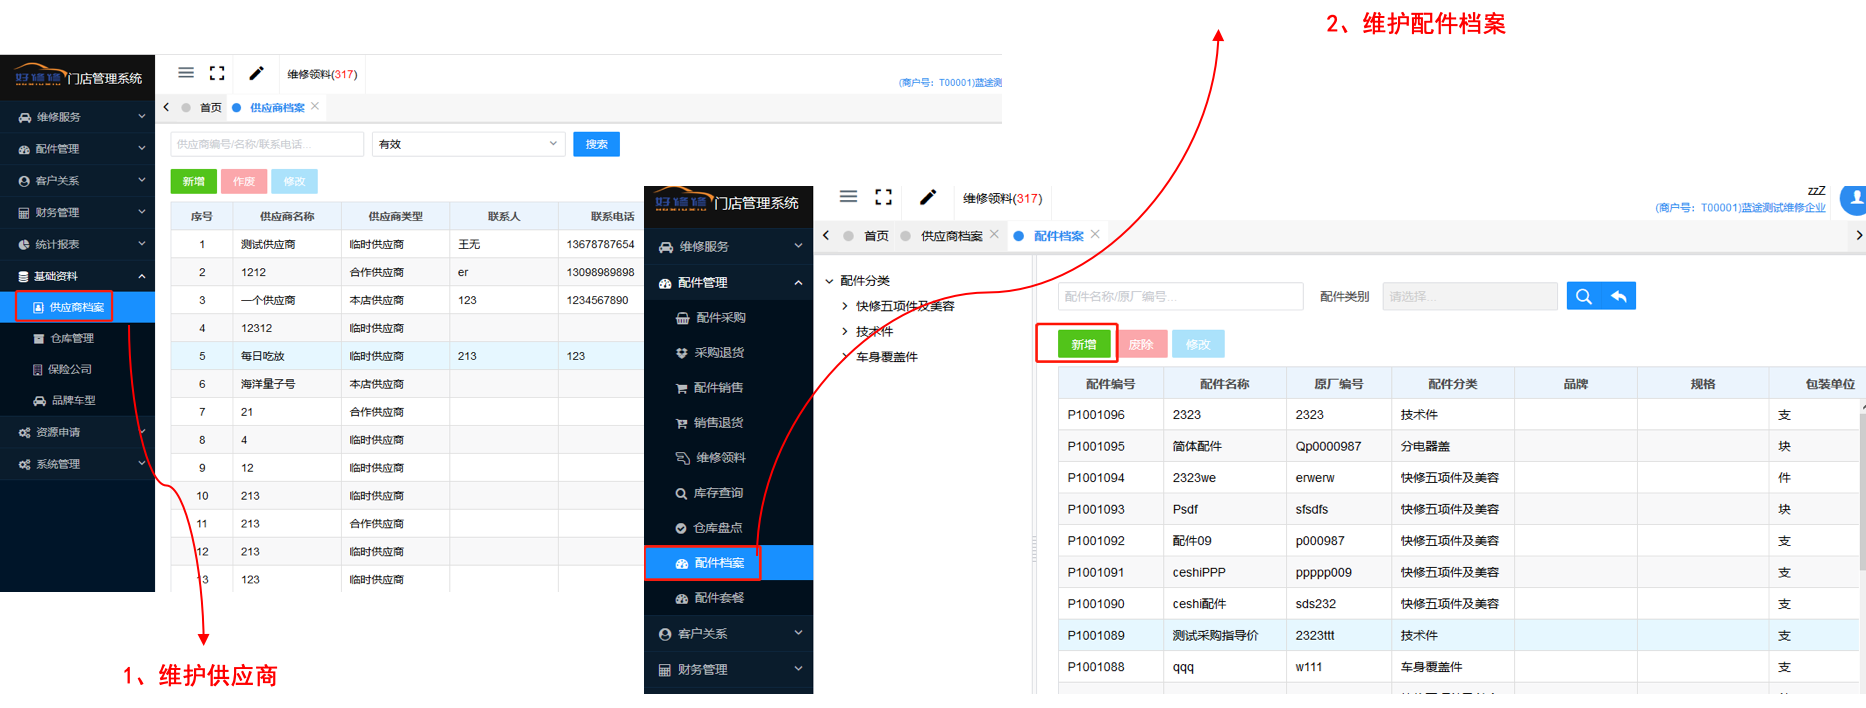 2、维护配件档案
好修修 门店管理系统
维修领料(317)
(商户号：T00001)蓝途测
首页
供应商档案
维修服务
配件管理
客户关系
财务管理
统计报表
基础资料
供应商档案
仓库管理
保险公司
品牌车型
资源申请
系统管理
供应商编号/名称/联系电话...
有效
搜索
新增 作废 修改
序号 供应商名称 供应商类型 联系人 联系电话
1 测试供应商 临时供应商 王无 13678787654
2 1212 合作供应商 er 13098989898
3 一个供应商 本店供应商 123 1234567890
4 12312 临时供应商
5 每日吃放 临时供应商 213 123
6 海洋量子号 本店供应商
7 21 合作供应商
8 4 临时供应商
9 12 临时供应商
10 213 临时供应商
11 213 合作供应商
12 213 临时供应商
13 123 临时供应商
1、维护供应商
好修修 门店管理系统
维修领料(317)
zzZ
(商户号：T00001)蓝途测试维修企业
首页
供应商档案
配件档案
维修服务
配件管理
配件采购
采购退货
配件销售
销售退货
维修领料
库存查询
仓库盘点
配件档案
配件套餐
客户关系
财务管理
配件分类
快修五项件及美容
技术件
车身覆盖件
配件名称/原厂编号...
配件类别
请选择...
新增 废除 修改
配件编号 配件名称 原厂编号 配件分类 品牌 规格 包装单位
P1001096 2323 2323 技术件 支
P1001095 简体配件 Qp0000987 分电器盖 块
P1001094 2323we erwerw 快修五项件及美容 件
P1001093 Psdf sfsdfs 快修五项件及美容 块
P1001092 配件09 p000987 快修五项件及美容 支
P1001091 ceshiPPP ppppp009 快修五项件及美容 支
P1001090 ceshi配件 sds232 快修五项件及美容 支
P1001089 测试采购指导价 2323ttt 技术件 支
P1001088 qqq w111 车身覆盖件 支